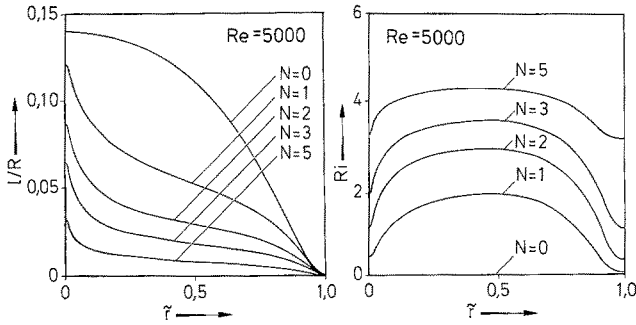 Re=5000
0,15
0,10
0,05
0
l/R
N=0
N=1
N=2
N=3
N=5
0
0,5
1,0
r̃
Re=5000
6
4
2
0
Ri
N=5
N=3
N=2
N=1
N=0
0
0,5
1,0
r̃